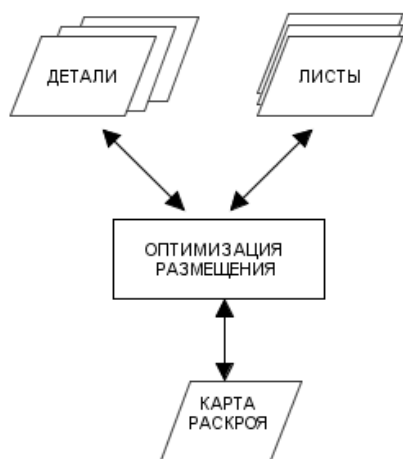 ДЕТАЛИ
ЛИСТЫ
ОПТИМИЗАЦИЯ
РАЗМЕЩЕНИЯ
КАРТА
РАСКРОЯ